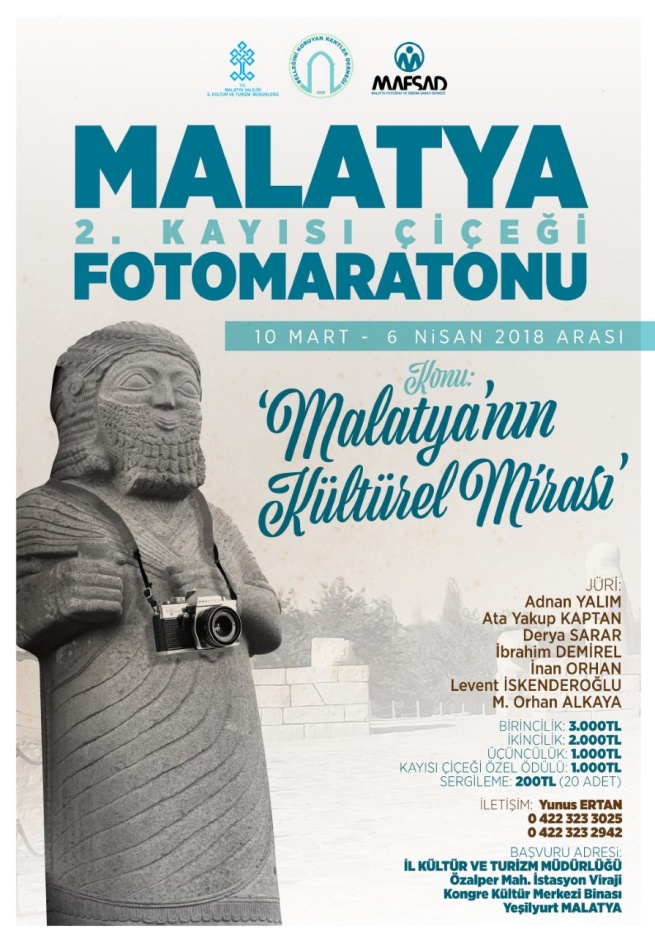 T.C.
MALATYA VALİLİĞİ
İL KÜLTÜR VE TURİZM MÜDÜRLÜĞÜ
BELLEĞİNİ KORUYAN KENTLER DERNEĞİ
MAFSAD
MALATYA FOTOĞRAF VE SİNEMA SANATI DERNEĞİ
MALATYA
2. KAYISI ÇİÇEĞİ
FOTOMARATONU
10 MART - 6 NiSAN 2018 ARASI
Konu:
'Malatya'nın
Kültürel Mirası'
JÜRİ:
Adnan YALIM
Ata Yakup KAPTAN
Derya SARAR
İbrahim DEMİREL
İnan ORHAN
Levent İSKENDEROĞLU
M. Orhan ALKAYA
BİRİNCİLİK: 3.000TL
İKİNCİLİK: 2.000TL
ÜÇÜNCÜLÜK: 1.000TL
KAYISI ÇİÇEĞİ ÖZEL ÖDÜLÜ: 1.000TL
SERGİLEME: 200TL (20 ADET)
İLETİŞİM: Yunus ERTAN
0 422 323 3025
0 422 323 2942
BAŞVURU ADRESi:
İL KÜLTÜR VE TURİZM MÜDÜRLÜĞÜ
Özalper Mah. İstasyon Viraji
Kongre Kültür Merkezi Binası
Yeşilyurt MALATYA